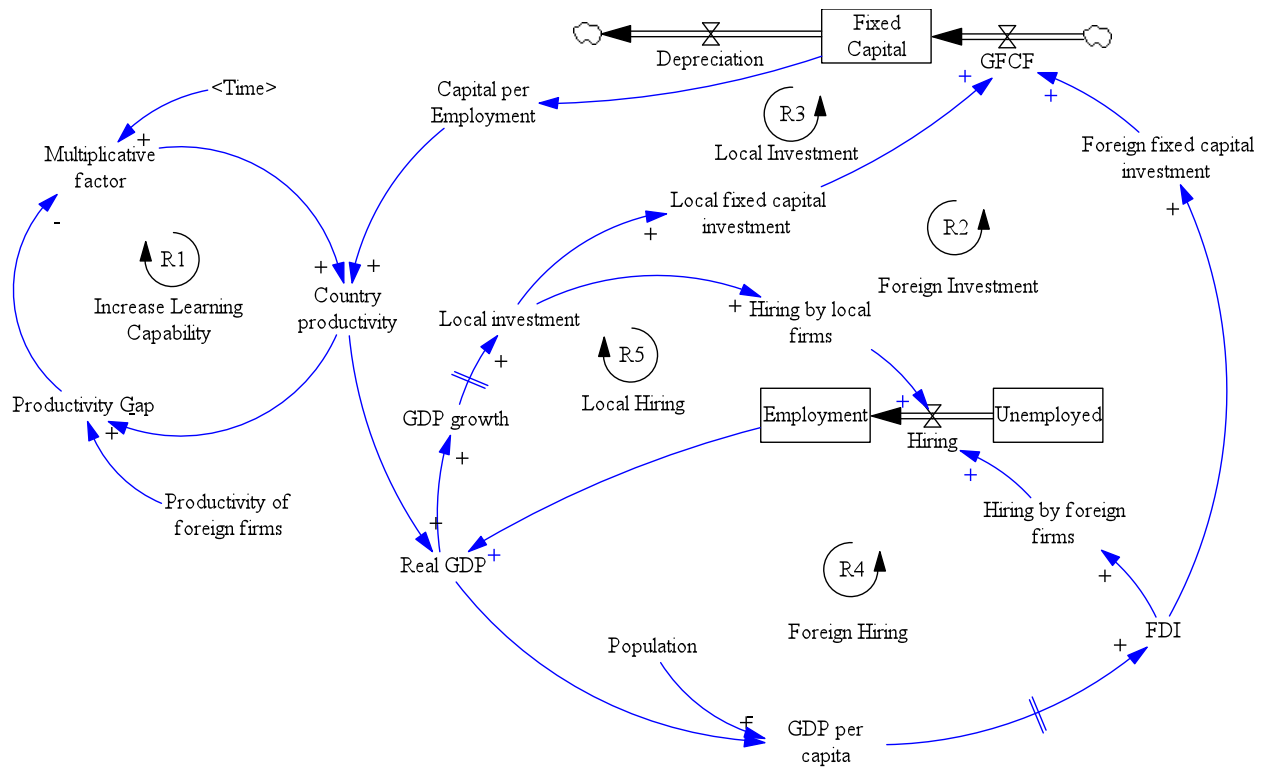 Fixed
Capital
Depreciation
GFCF
+
+
<Time>
Capital per
Employment
R3
Local Investment
+
Multiplicative
factor
Foreign fixed capital
investment
-
Local fixed capital
investment
+
+
R2
Foreign Investment
R1
Increase Learning
Capability
+
+
Country
productivity
Local investment
+
Hiring by local
firms
R5
Local Hiring
+
Productivity Gap
+
GDP growth
+
Employment
+
Unemployed
Hiring
+
Productivity of
foreign firms
Hiring by foreign
firms
+
Real GDP
+
R4
Foreign Hiring
+
FDI
+
Population
+
-
GDP per
capita